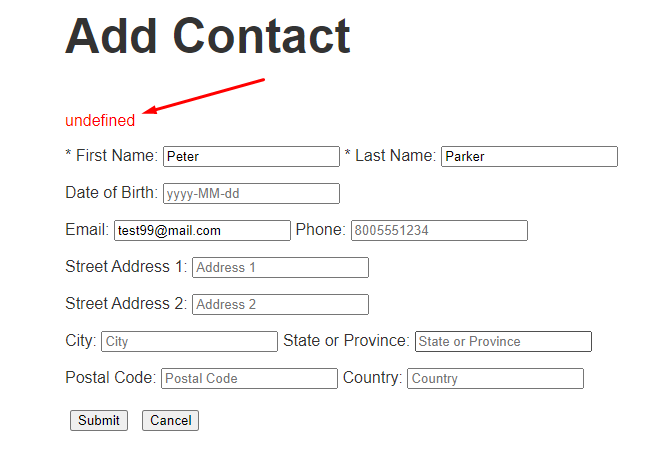 Add Contact
undefined
* First Name: Peter * Last Name: Parker
Date of Birth: yyyy-MM-dd
Email: test99@mail.com Phone: 8005551234
Street Address 1: Address 1
Street Address 2: Address 2
City: City State or Province: State or Province
Postal Code: Postal Code Country: Country
Submit Cancel